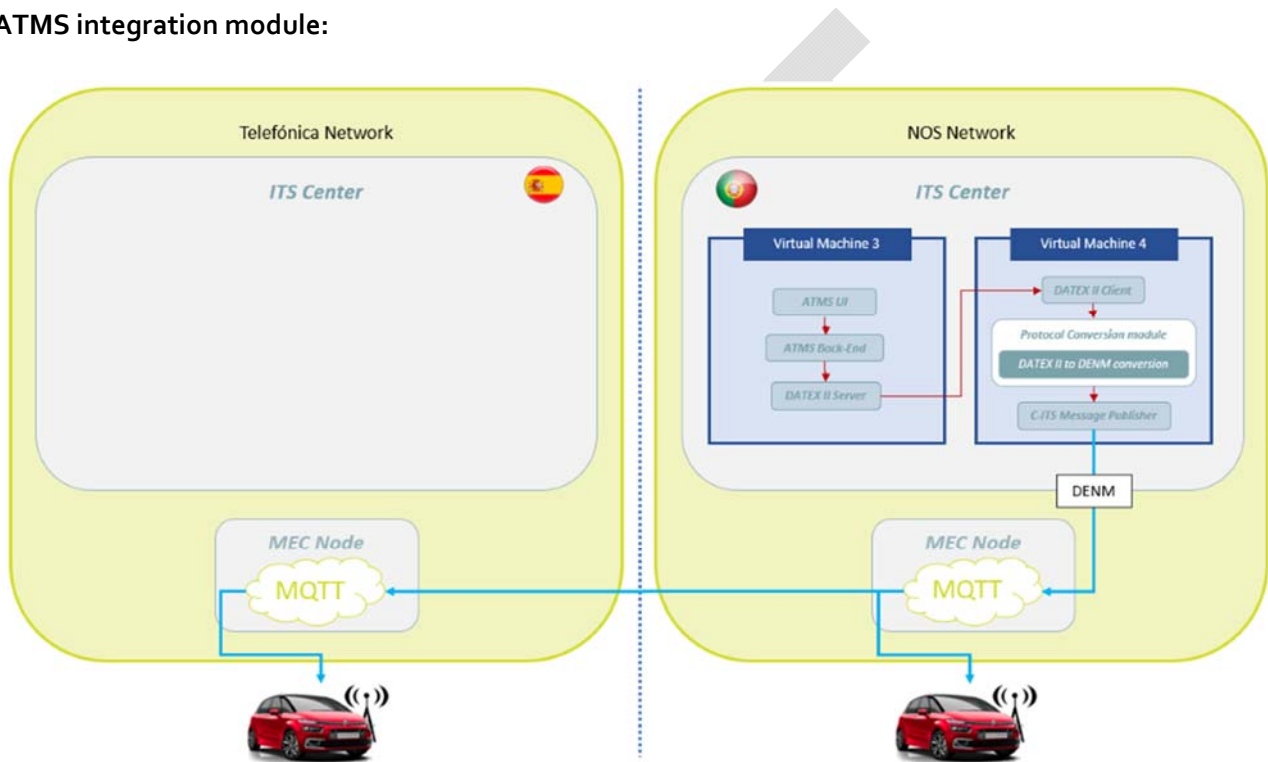 ATMS integration module:
Telefónica Network
ITS Center
MEC Node
MQTT
NOS Network
ITS Center
Virtual Machine 3
ATMS UI
ATMS Back-End
DATEX II Server
Virtual Machine 4
DATEX II Client
Protocol Conversion module
DATEX II to DENM conversion
C-ITS Message Publisher
DENM
MEC Node
MQTT